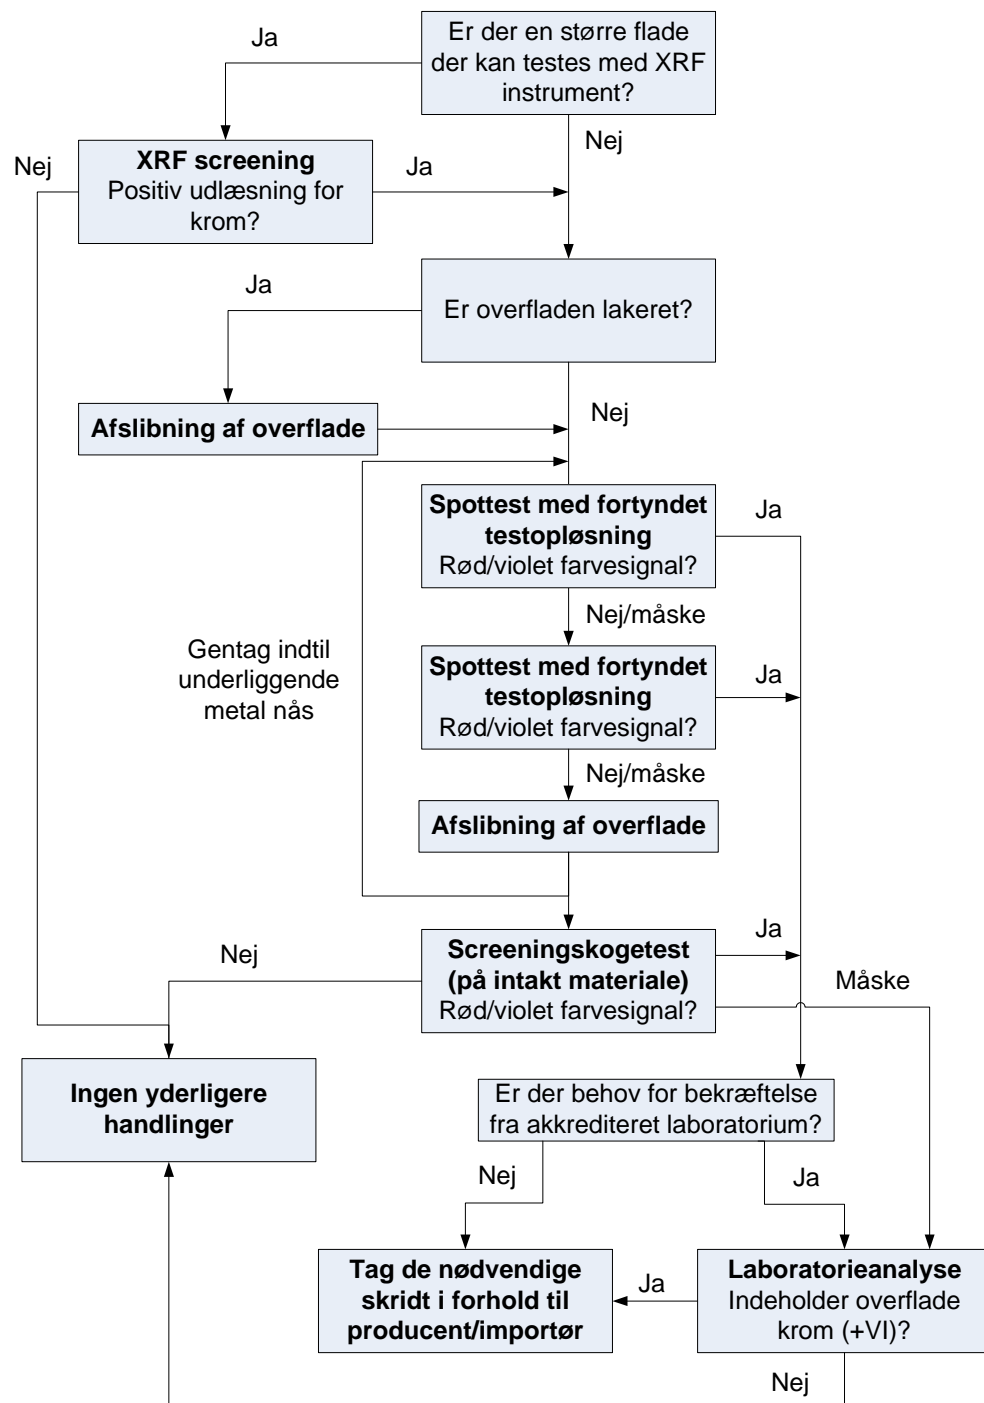 Ja
Er der en større flade
der kan testes med XRF
instrument?
Nej
Nej
XRF screening
Positiv udlæsning for
krom?
Ja
Ja
Er overfladen lakeret?
Nej
Afslibning af overflade
Spottest med fortyndet
testopløsning
Rød/violet farvesignal?
Ja
Nej/måske
Gentag indtil
underliggende
metal nås
Spottest med fortyndet
testopløsning
Rød/violet farvesignal?
Ja
Nej/måske
Afslibning af overflade
Nej
Screeningskogetest
(på intakt materiale)
Rød/violet farvesignal?
Ja
Måske
Ingen yderligere
handlinger
Er der behov for bekræftelse
fra akkrediteret laboratorium?
Nej
Ja
Tag de nødvendige
skridt i forhold til
producent/importør
Ja
Laboratorieanalyse
Indeholder overflade
krom (+VI)?
Nej